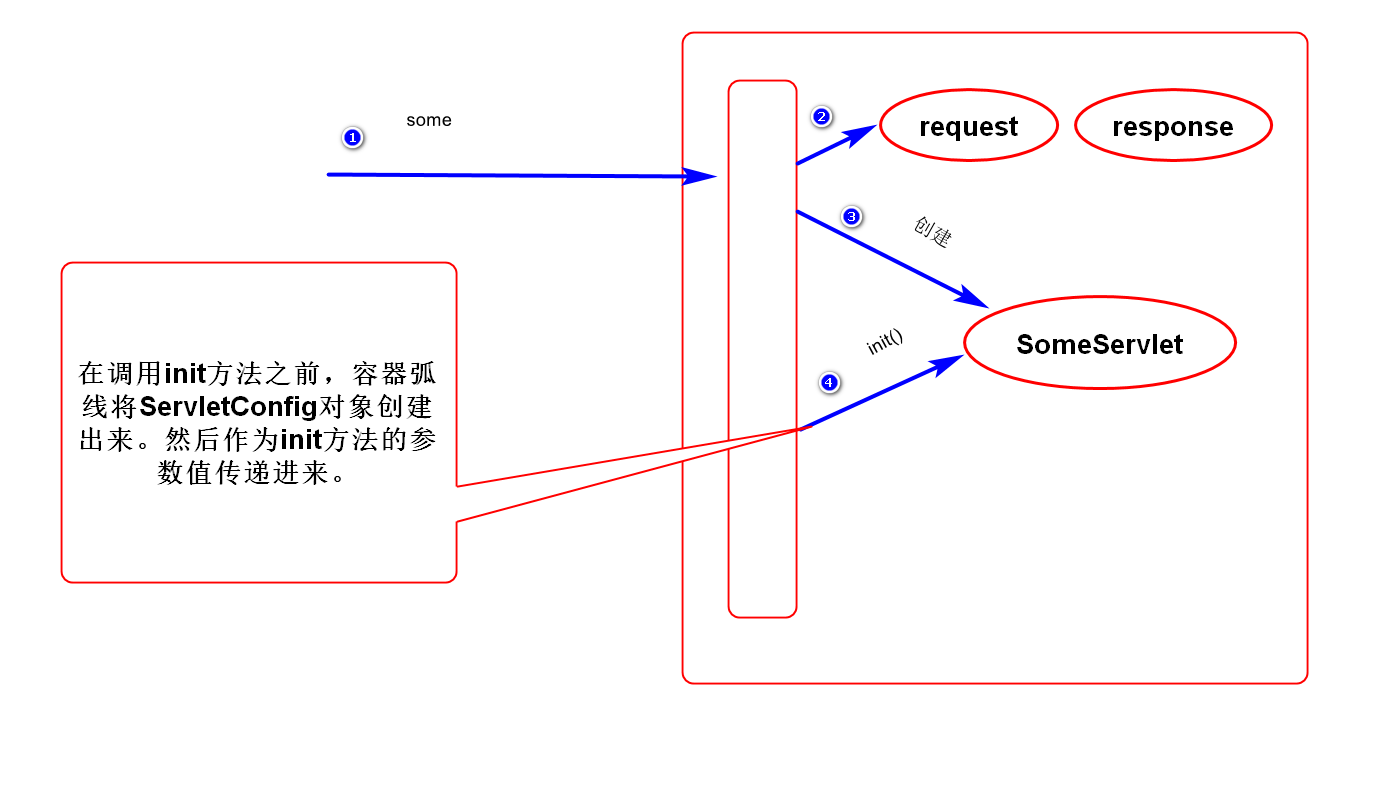 some
1
2
request
response
3
创建
init()
SomeServlet
4
在调用init方法之前，容器弧
线将ServletConfig对象创建
出来。然后作为init方法的参
数值传递进来。